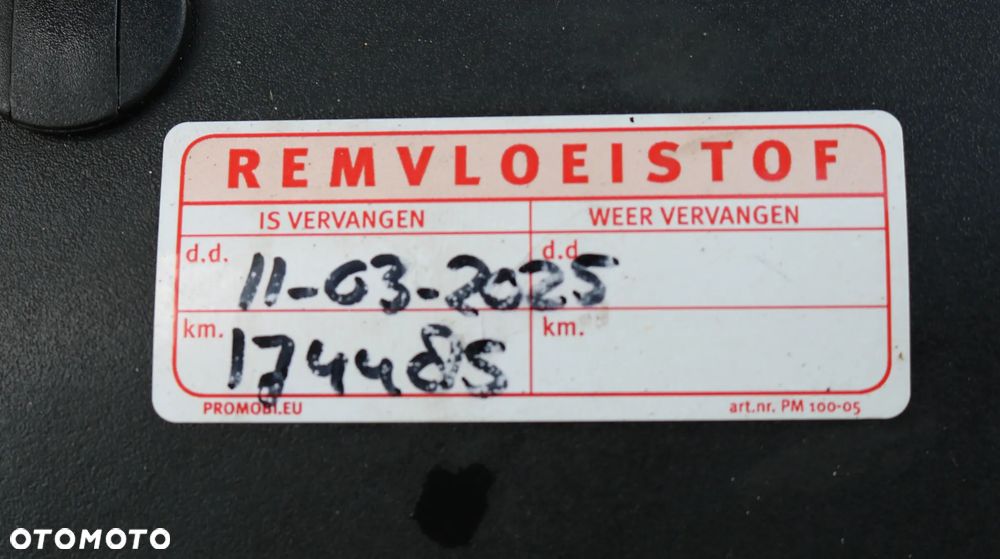 REMVLOEISTOF
IS VERVANGEN WEER VERVANGEN
d.d. 11-03-2025 d.d
km. 174485 km.
PROMOBI.EU art.nr. PM 100-05
OTOMOTO